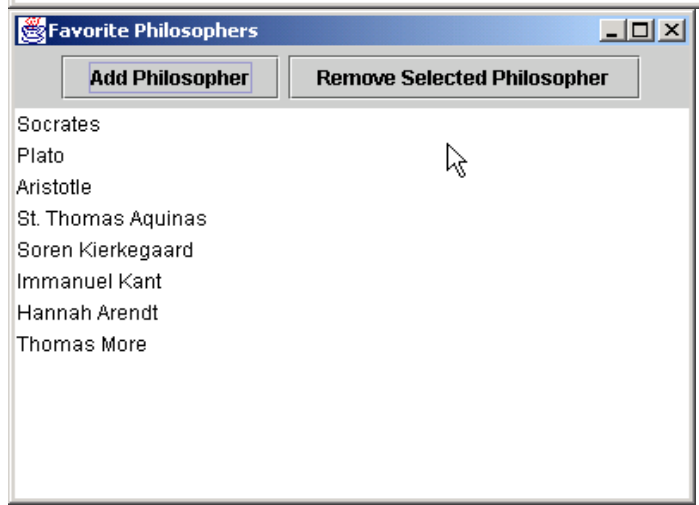 Favorite Philosophers
Add Philosopher Remove Selected Philosopher
Socrates
Plato
Aristotle
St. Thomas Aquinas
Soren Kierkegaard
Immanuel Kant
Hannah Arendt
Thomas More